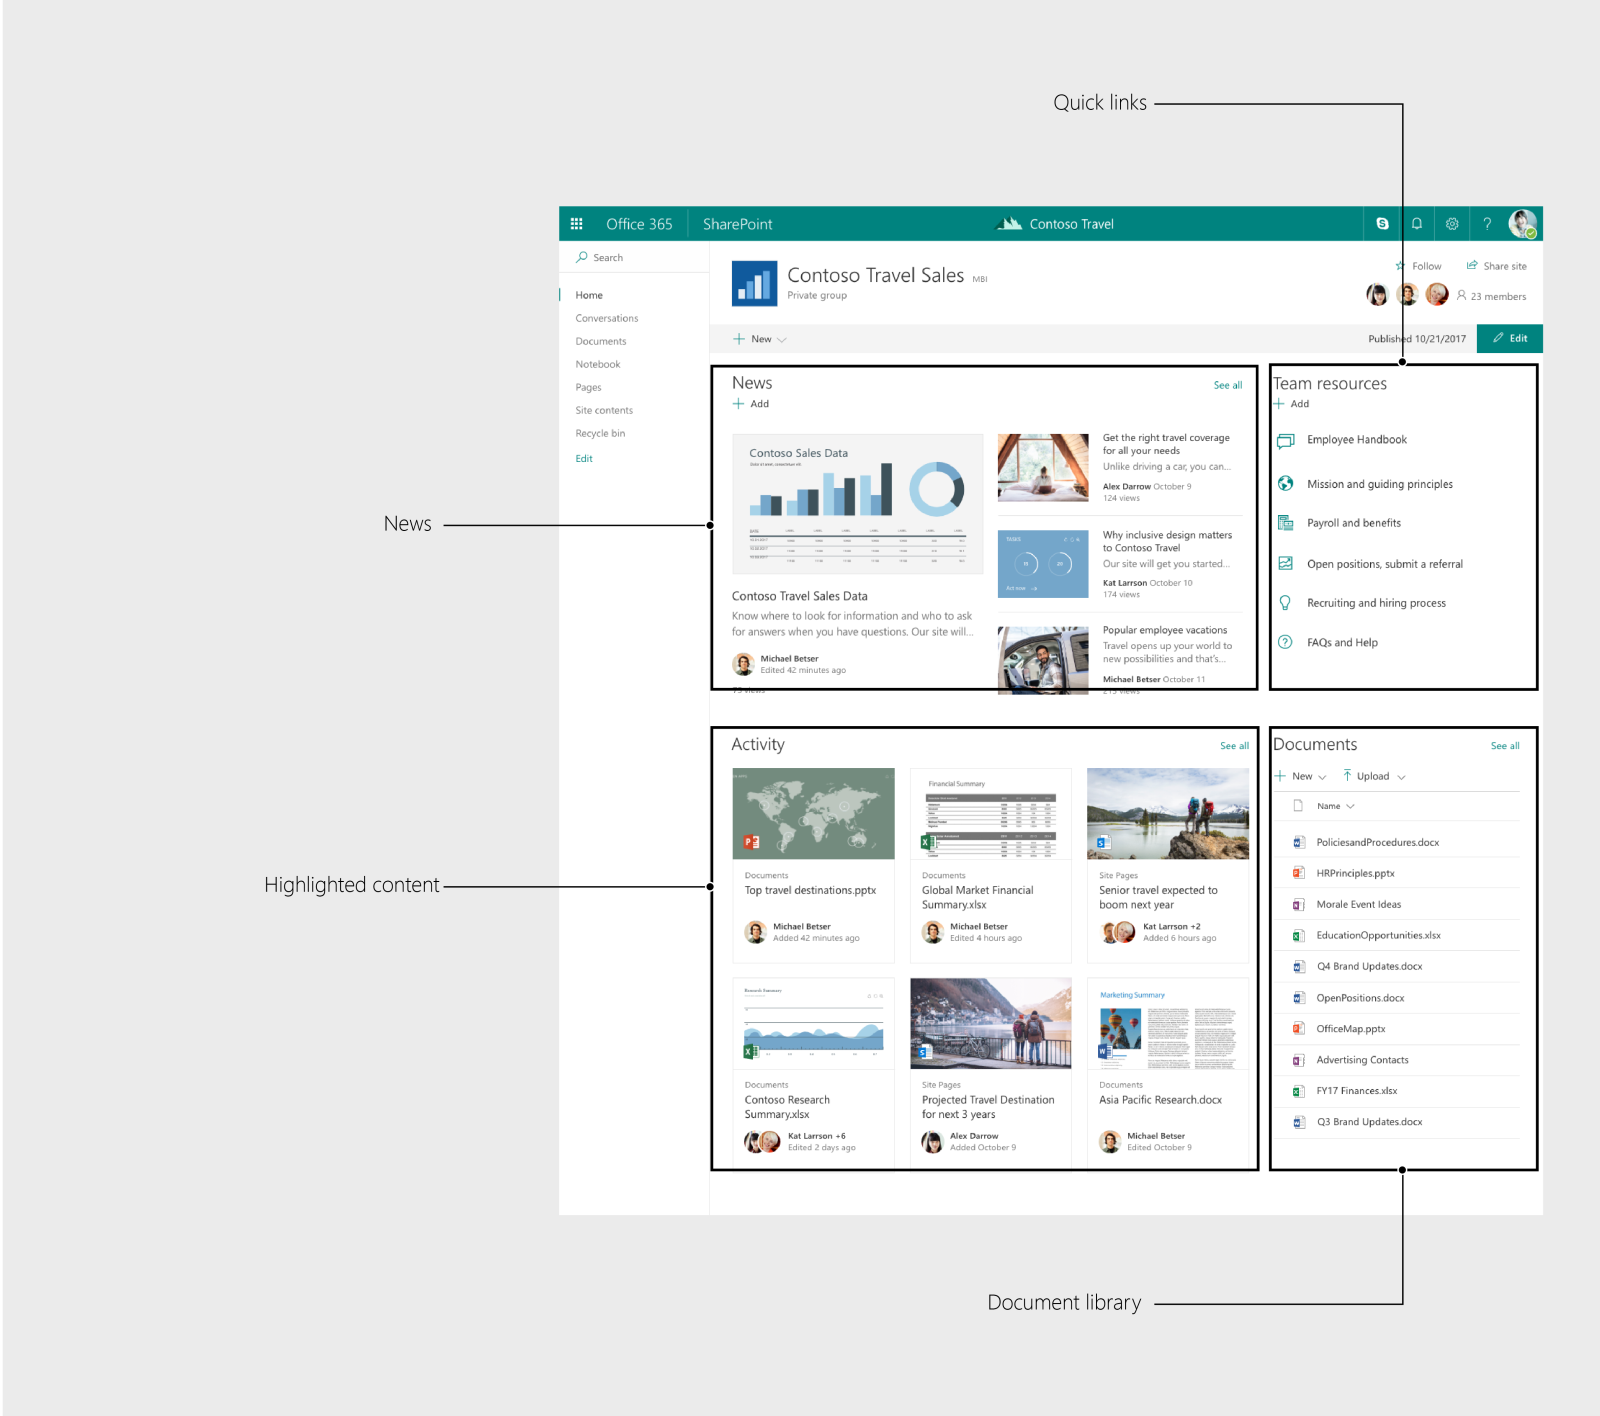 Quick links
Office 365
SharePoint
Contoso Travel
Search
Home
Conversations
Documents
Notebook
Pages
Site contents
Recycle bin
Edit
Contoso Travel Sales MBI
Private group
Follow
Share site
23 members
New
Published 10/21/2017
Edit
News
See all
Add
Contoso Sales Data
Contoso Travel Sales Data
Know where to look for information and who to ask
for answers when you have questions. Our site will...
Michael Betser
Edited 42 minutes ago
73 views
Get the right travel coverage
for all your needs
Unlike driving a car, you can...
Alex Darrow October 9
124 views
TASKS
Act now
Why inclusive design matters
to Contoso Travel
Our site will get you started...
Kat Larrson October 10
174 views
Popular employee vacations
Travel opens up your world to
new possibilities and that's...
Michael Betser October 11
213 views
Team resources
Add
Employee Handbook
Mission and guiding principles
Payroll and benefits
Open positions, submit a referral
Recruiting and hiring process
FAQs and Help
News
Activity
See all
Documents
Top travel destinations.pptx
Michael Betser
Added 42 minutes ago
Financial Summary
Documents
Global Market Financial
Summary.xlsx
Michael Betser
Edited 4 hours ago
Site Pages
Senior travel expected to
boom next year
Kat Larrson +2
Added 6 hours ago
Research Summary
Documents
Contoso Research
Summary.xlsx
Kat Larrson +6
Edited 2 days ago
Site Pages
Projected Travel Destination
for next 3 years
Alex Darrow
Added October 9
Marketing Summary
Documents
Asia Pacific Research.docx
Michael Betser
Edited October 9
Highlighted content
Documents
See all
New
Upload
Name
PoliciesandProcedures.docx
HRPrinciples.pptx
Morale Event Ideas
EducationOpportunities.xlsx
Q4 Brand Updates.docx
OpenPositions.docx
OfficeMap.pptx
Advertising Contacts
FY17 Finances.xlsx
Q3 Brand Updates.docx
Document library